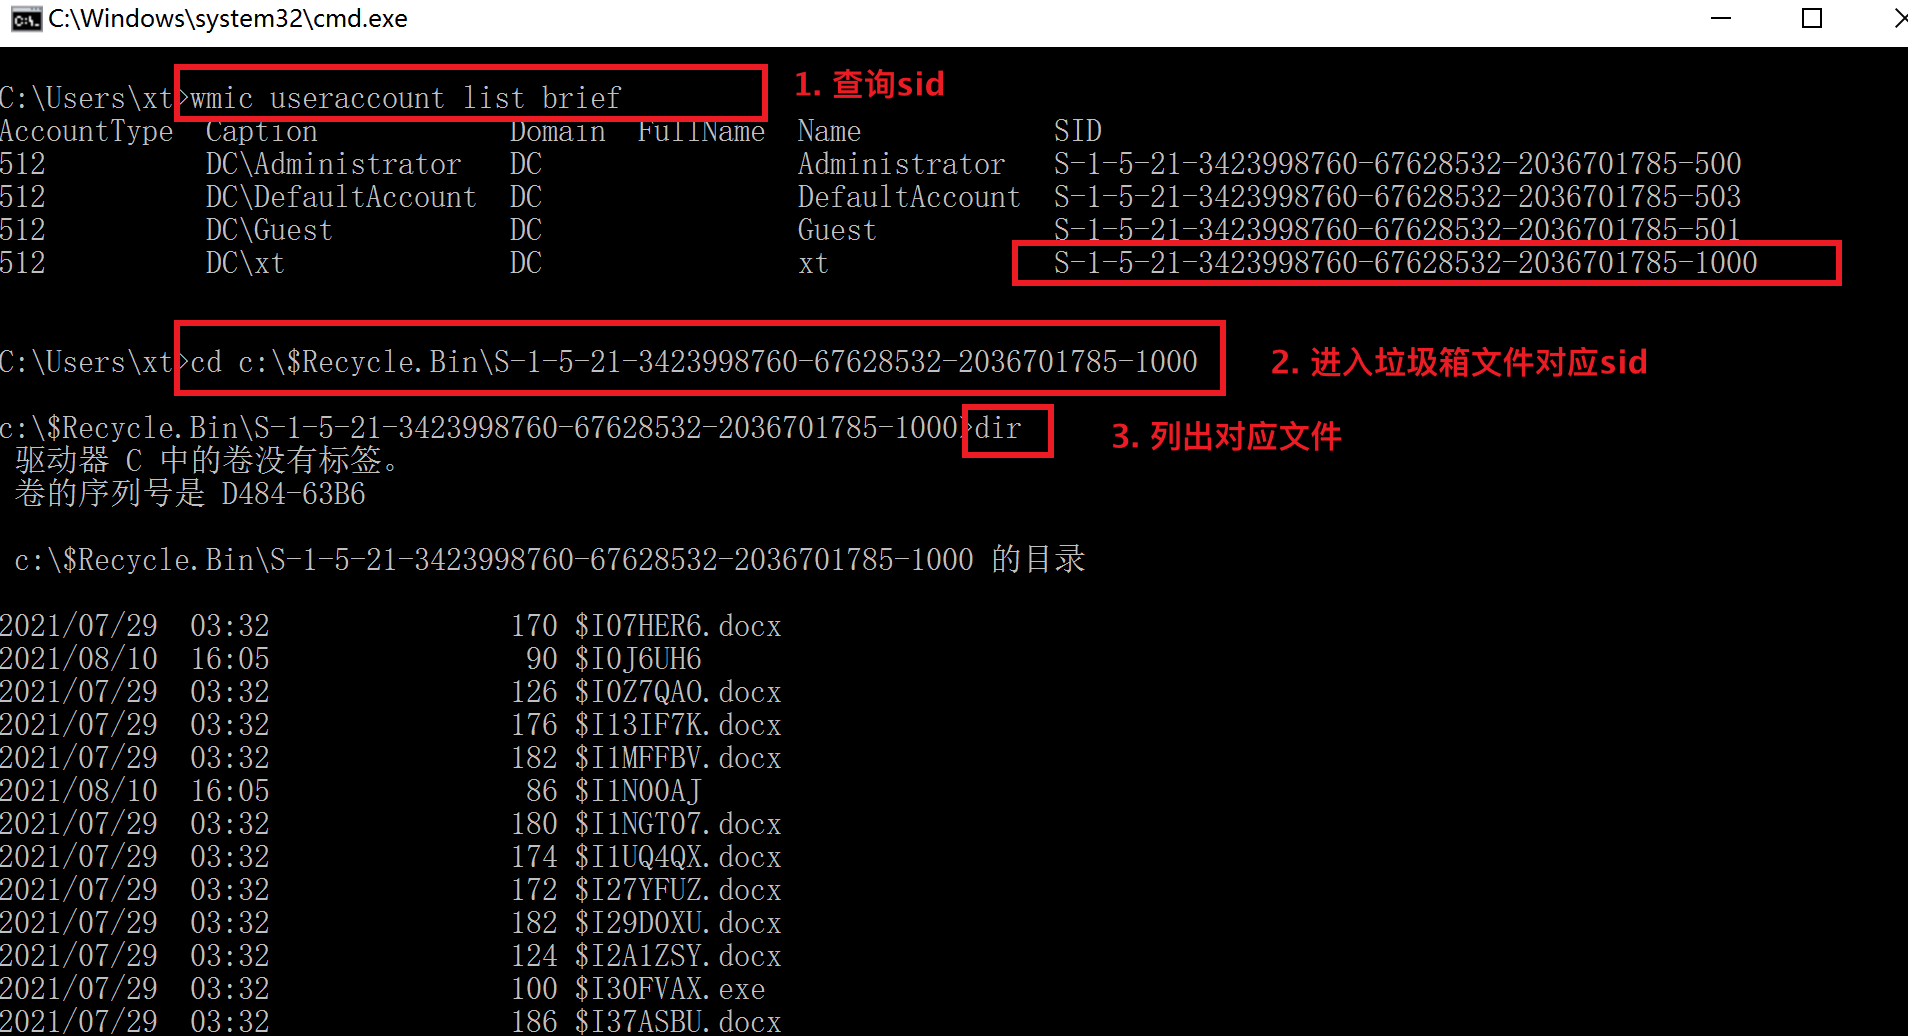 C:\Windows\system32\cmd.exe
C:\Users\xt>wmic useraccount list brief
1. 查询sid
AccountType  Caption            Domain  FullName  Name            SID
512          DC\Administrator   DC                Administrator   S-1-5-21-3423998760-67628532-2036701785-500
512          DC\DefaultAccount  DC                DefaultAccount  S-1-5-21-3423998760-67628532-2036701785-503
512          DC\Guest           DC                Guest           S-1-5-21-3423998760-67628532-2036701785-501
512          DC\xt              DC                xt              S-1-5-21-3423998760-67628532-2036701785-1000
C:\Users\xt>cd c:\$Recycle.Bin\S-1-5-21-3423998760-67628532-2036701785-1000
2. 进入垃圾箱文件对应sid
c:\$Recycle.Bin\S-1-5-21-3423998760-67628532-2036701785-1000>dir
3. 列出对应文件
驱动器 C 中的卷没有标签。
卷的序列号是 D484-63B6
c:\$Recycle.Bin\S-1-5-21-3423998760-67628532-2036701785-1000 的目录
2021/07/29  03:32               170 $I07HER6.docx
2021/08/10  16:05                90 $I0J6UH6
2021/07/29  03:32               126 $I0Z7QAO.docx
2021/07/29  03:32               176 $I13IF7K.docx
2021/07/29  03:32               182 $I1MFFBV.docx
2021/08/10  16:05                86 $I1N00AJ
2021/07/29  03:32               180 $I1NGT07.docx
2021/07/29  03:32               174 $I1UQ4QX.docx
2021/07/29  03:32               172 $I27YFUZ.docx
2021/07/29  03:32               182 $I29DOXU.docx
2021/07/29  03:32               124 $I2A1ZSY.docx
2021/07/29  03:32               100 $I30FVAX.exe
2021/07/29  03:32               186 $I37ASBU.docx